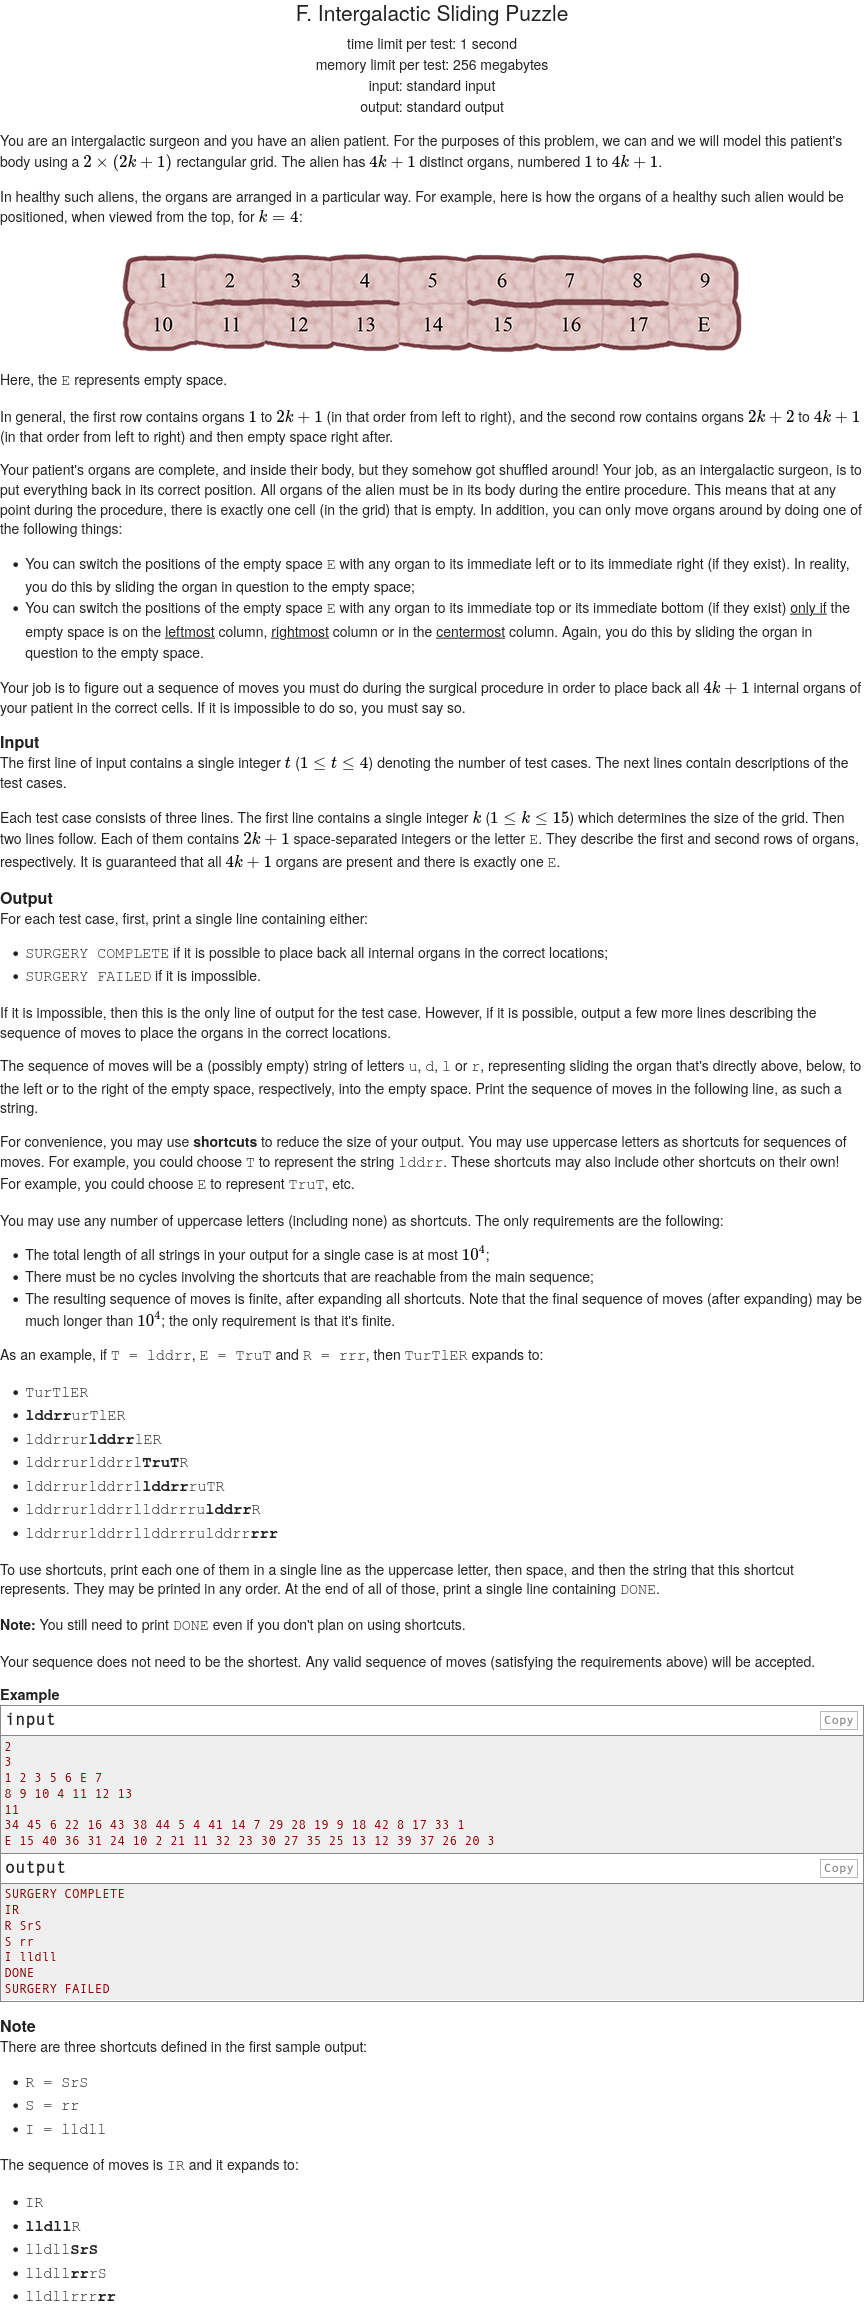 F. Intergalactic Sliding Puzzle
time limit per test: 1 second
memory limit per test: 256 megabytes
input: standard input
output: standard output
You are an intergalactic surgeon and you have an alien patient. For the purposes of this problem, we can and we will model this patient's
body using a 2 × (2k + 1) rectangular grid. The alien has 4k + 1 distinct organs, numbered 1 to 4k + 1.
In healthy such aliens, the organs are arranged in a particular way. For example, here is how the organs of a healthy such alien would be
positioned, when viewed from the top, for k = 4:
1 2 3 4 5 6 7 8 9
10 11 12 13 14 15 16 17 E
Here, the E represents empty space.
In general, the first row contains organs 1 to 2k + 1 (in that order from left to right), and the second row contains organs 2k + 2 to 4k + 1
(in that order from left to right) and then empty space right after.
Your patient's organs are complete, and inside their body, but they somehow got shuffled around! Your job, as an intergalactic surgeon, is to
put everything back in its correct position. All organs of the alien must be in its body during the entire procedure. This means that at any
point during the procedure, there is exactly one cell (in the grid) that is empty. In addition, you can only move organs around by doing one of
the following things:
• You can switch the positions of the empty space E with any organ to its immediate left or to its immediate right (if they exist). In reality,
you do this by sliding the organ in question to the empty space;
• You can switch the positions of the empty space E with any organ to its immediate top or its immediate bottom (if they exist) only if the
empty space is on the leftmost column, rightmost column or in the centermost column. Again, you do this by sliding the organ in
question to the empty space.
Your job is to figure out a sequence of moves you must do during the surgical procedure in order to place back all 4k + 1 internal organs of
your patient in the correct cells. If it is impossible to do so, you must say so.
Input
The first line of input contains a single integer t (1 ≤ t ≤ 4) denoting the number of test cases. The next lines contain descriptions of the
test cases.
Each test case consists of three lines. The first line contains a single integer k (1 ≤ k ≤ 15) which determines the size of the grid. Then
two lines follow. Each of them contains 2k + 1 space-separated integers or the letter E. They describe the first and second rows of organs,
respectively. It is guaranteed that all 4k + 1 organs are present and there is exactly one E.
Output
For each test case, first, print a single line containing either:
• SURGERY COMPLETE if it is possible to place back all internal organs in the correct locations;
• SURGERY FAILED if it is impossible.
If it is impossible, then this is the only line of output for the test case. However, if it is possible, output a few more lines describing the
sequence of moves to place the organs in the correct locations.
The sequence of moves will be a (possibly empty) string of letters u, d, l or r, representing sliding the organ that's directly above, below, to
the left or to the right of the empty space, respectively, into the empty space. Print the sequence of moves in the following line, as such a
string.
For convenience, you may use shortcuts to reduce the size of your output. You may use uppercase letters as shortcuts for sequences of
moves. For example, you could choose T to represent the string lddrr. These shortcuts may also include other shortcuts on their own!
For example, you could choose E to represent TruT, etc.
You may use any number of uppercase letters (including none) as shortcuts. The only requirements are the following:
• The total length of all strings in your output for a single case is at most 10^4;
• There must be no cycles involving the shortcuts that are reachable from the main sequence;
• The resulting sequence of moves is finite, after expanding all shortcuts. Note that the final sequence of moves (after expanding) may be
much longer than 10^4; the only requirement is that it's finite.
As an example, if T = lddrr, E = TruT and R = rrr, then TurTlER expands to:
• TurTlER
• lddrrurTlER
• lddrrurlddrrlER
• lddrrurlddrrlTruTR
• lddrrurlddrrllddrrruTR
• lddrrurlddrrllddrrrulddrrR
• lddrrurlddrrllddrrrulddrrrrr
To use shortcuts, print each one of them in a single line as the uppercase letter, then space, and then the string that this shortcut
represents. They may be printed in any order. At the end of all of those, print a single line containing DONE.
Note: You still need to print DONE even if you don't plan on using shortcuts.
Your sequence does not need to be the shortest. Any valid sequence of moves (satisfying the requirements above) will be accepted.
Example
input
Copy
2
3
1 2 3 5 6 E 7
8 9 10 4 11 12 13
11
34 45 6 22 16 43 38 44 5 4 41 14 7 29 28 19 9 18 42 8 17 33 1
E 15 40 36 31 24 10 2 21 11 32 23 30 27 35 25 13 12 39 37 26 20 3
output
Copy
SURGERY COMPLETE
IR
R SrS
S rr
I lldll
DONE
SURGERY FAILED
Note
There are three shortcuts defined in the first sample output:
• R = SrS
• S = rr
• I = lldll
The sequence of moves is IR and it expands to:
• IR
• lldllR
• lldllSrS
• lldllrrrS
• lldllrrrrr